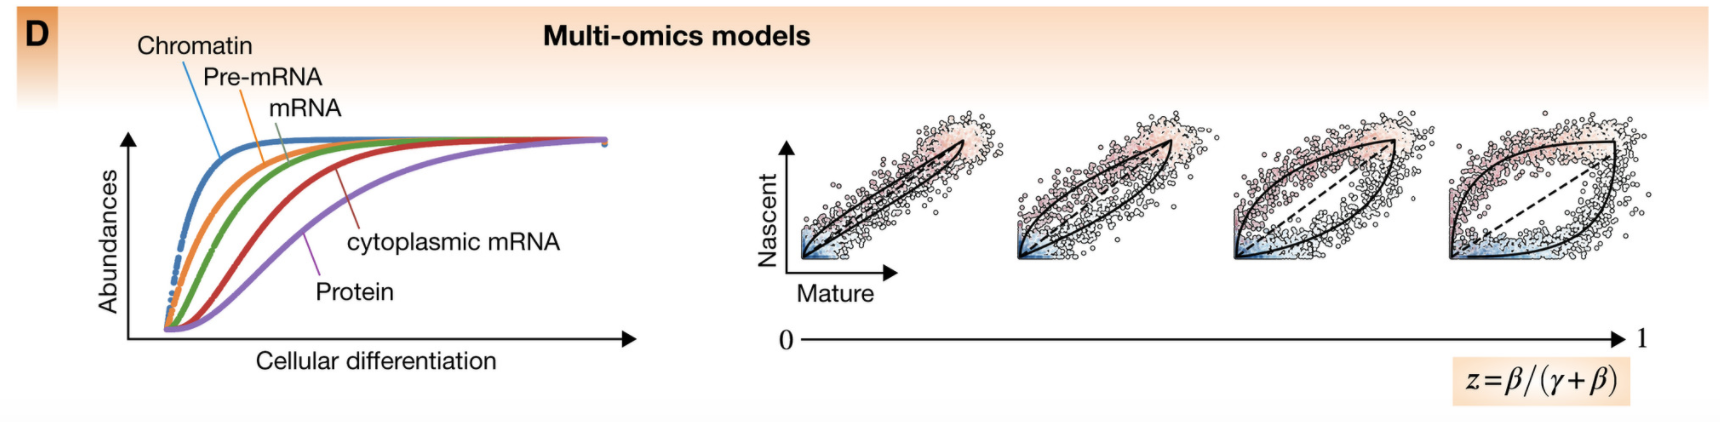 D
Multi-omics models
Chromatin
Pre-mRNA
mRNA
cytoplasmic mRNA
Protein
Abundances
Cellular differentiation
Nascent
Mature
0
1
z=β/(γ+β)